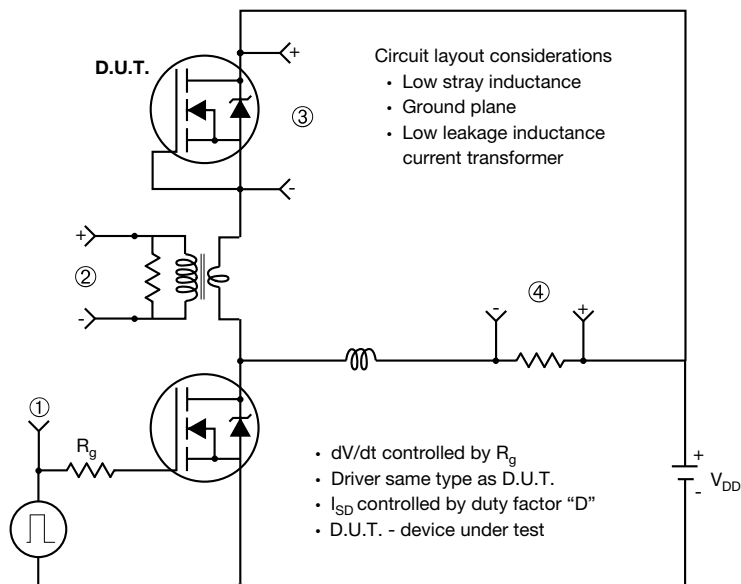 D.U.T.
+
Circuit layout considerations
• Low stray inductance
③
• Ground plane
• Low leakage inductance
current transformer
-
+
②
-
④
-
+
①
Rg
• dV/dt controlled by Rg
• Driver same type as D.U.T.
• ISD controlled by duty factor “D”
• D.U.T. - device under test
+
VDD
-